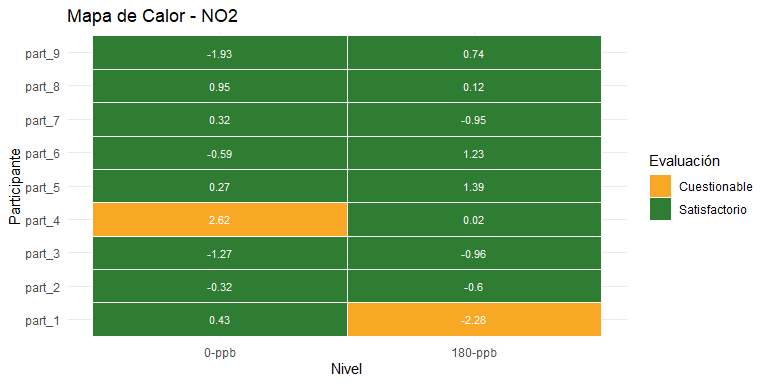 Mapa de Calor - NO2
Participante
part_9 -1.93 0.74
part_8 0.95 0.12
part_7 0.32 -0.95
part_6 -0.59 1.23
part_5 0.27 1.39
part_4 2.62 0.02
part_3 -1.27 -0.96
part_2 -0.32 -0.6
part_1 0.43 -2.28
0-ppb 180-ppb
Nivel
Evaluación
Cuestionable
Satisfactorio